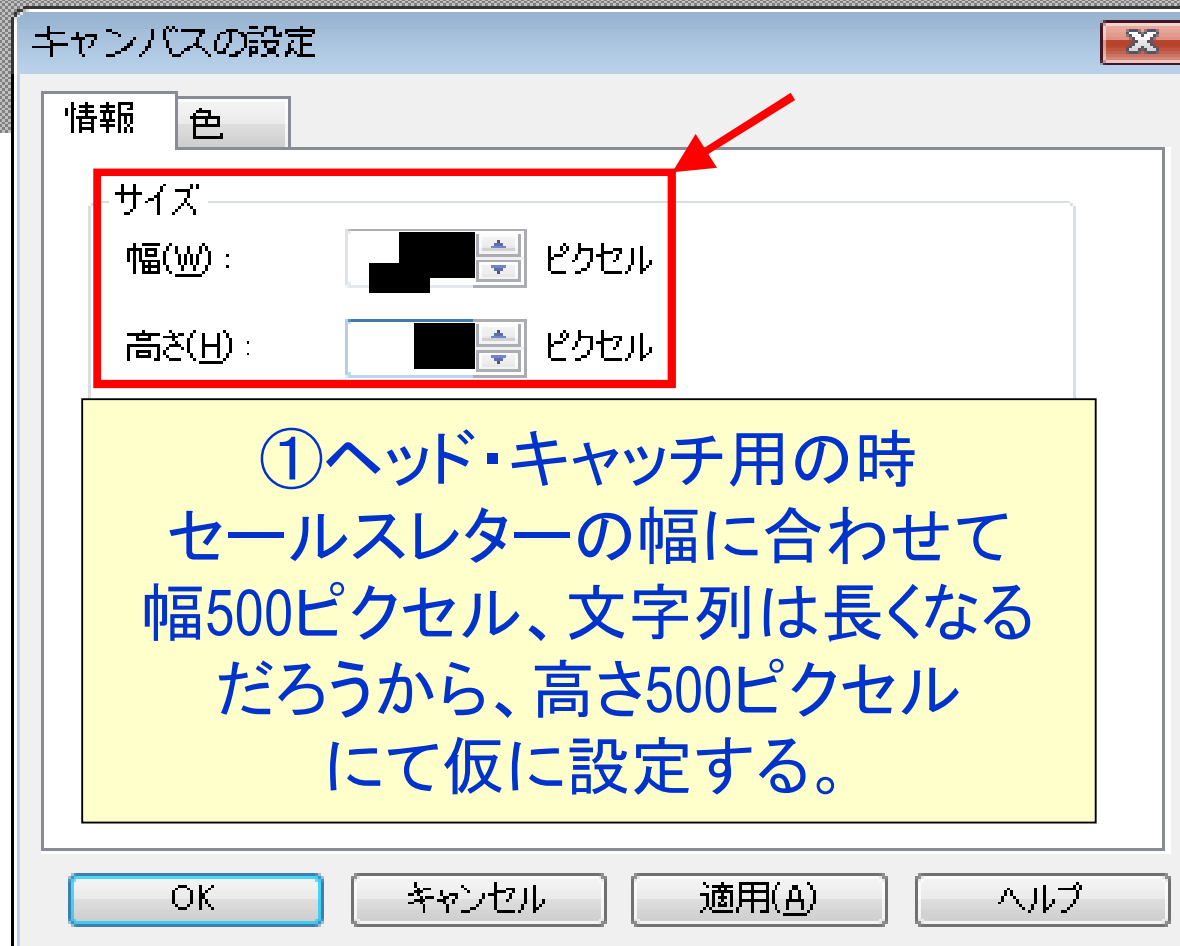 キャンバスの設定
情報 色
サイズ
幅(W)： ピクセル
高さ(H)： ピクセル
①ヘッド・キャッチ用の時
セールスレターの幅に合わせて
幅500ピクセル、文字列は長くなる
だろうから、高さ500ピクセル
にて仮に設定する。
OK キャンセル 適用(A) ヘルプ